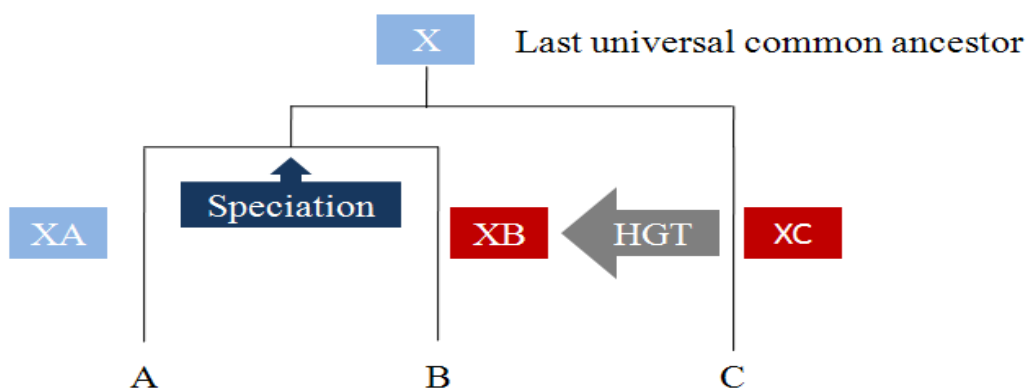 X Last universal common ancestor
Speciation
XA XB HGT XC
A B C